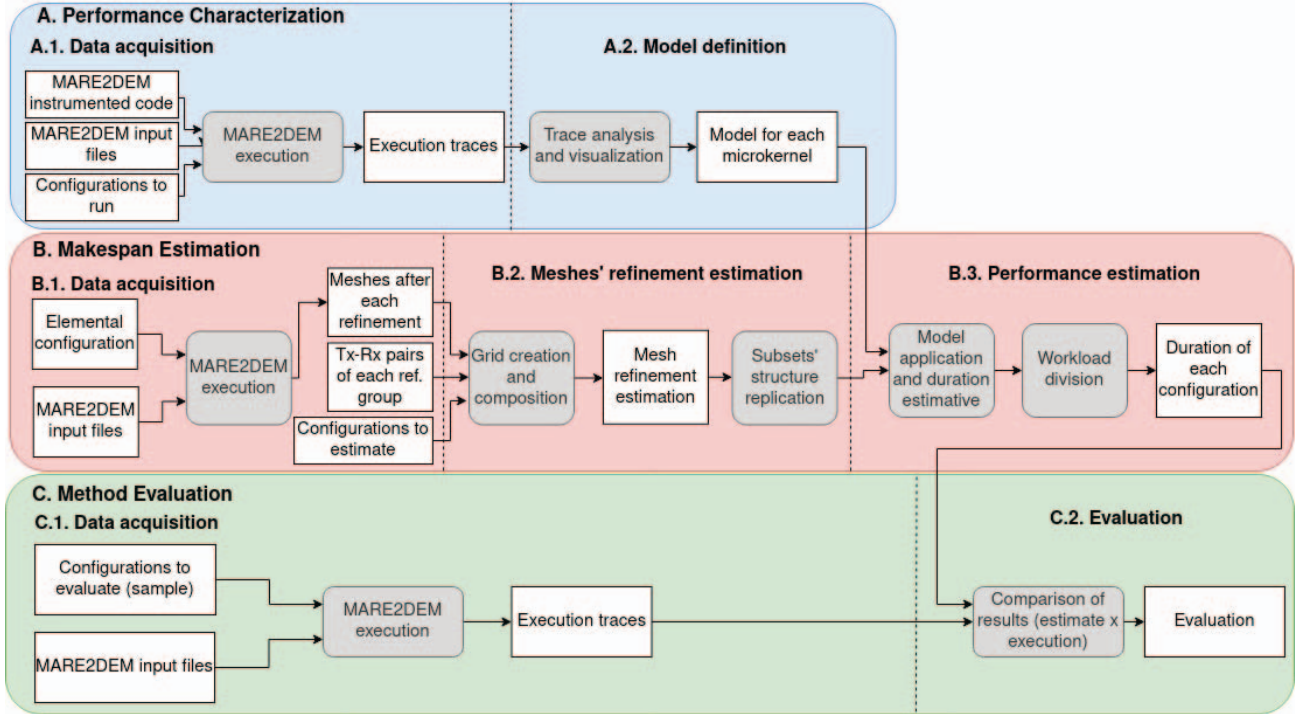 A. Performance Characterization
A.1. Data acquisition
A.2. Model definition
MARE2DEM
instrumented code
MARE2DEM input
files
Configurations to
run
MARE2DEM
execution
Execution traces
Trace analysis
and visualization
Model for each
microkernel
B. Makespan Estimation
B.1. Data acquisition
B.2. Meshes' refinement estimation
B.3. Performance estimation
Elemental
configuration
MARE2DEM
input files
MARE2DEM
execution
Meshes after
each
refinement
Tx-Rx pairs
of each ref.
group
Configurations to
estimate
Grid creation
and
composition
Mesh
refinement
estimation
Subsets'
structure
replication
Model
application
and duration
estimative
Workload
division
Duration of
each
configuration
C. Method Evaluation
C.1. Data acquisition
C.2. Evaluation
Configurations to
evaluate (sample)
MARE2DEM input files
MARE2DEM
execution
Execution traces
Comparison of
results (estimate x
execution)
Evaluation